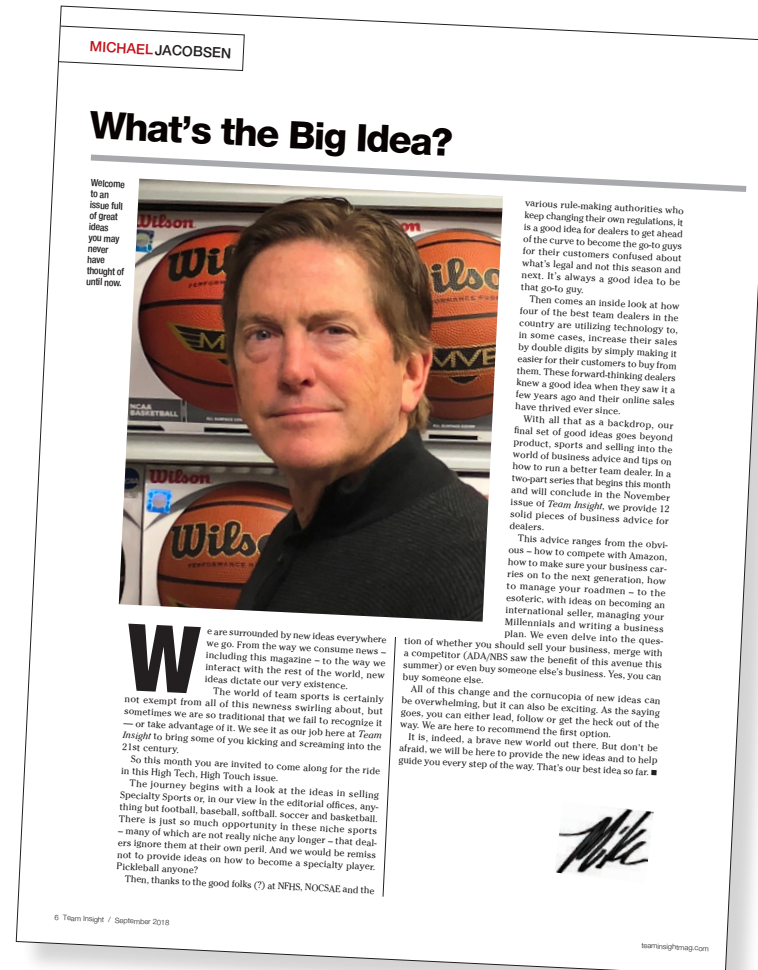 MICHAELJACOBSEN
What's the Big Idea?
Welcome
to an
issue full
of great
ideas
you may
never
have
thought of
until now.
Wilson
Wilson
NCAA
BASKETBALL
MVP
Wilson
Wilson
We are surrounded by new ideas everywhere
we go. From the way we consume news –
including this magazine – to the way we
interact with the rest of the world, new
ideas dictate our very existence.
The world of team sports is certainly
not exempt from all of this newness swirling about, but
sometimes we are so traditional that we fail to recognize it
— or take advantage of it. We see it as our job here at Team
Insight to bring some of you kicking and screaming into the
21st century.
So this month you are invited to come along for the ride
in this High Tech, High Touch issue.
The journey begins with a look at the ideas in selling
Specialty Sports or, in our view in the editorial offices, any-
thing but football, baseball, softball. soccer and basketball.
There is just so much opportunity in these niche sports
– many of which are not really niche any longer – that deal-
ers ignore them at their own peril. And we would be remiss
not to provide ideas on how to become a specialty player.
Pickleball anyone?
Then, thanks to the good folks (?) at NFHS, NOCSAE and the
various rule-making authorities who
keep changing their own regulations, it
is a good idea for dealers to get ahead
of the curve to become the go-to guys
for their customers confused about
what's legal and not this season and
next. It's always a good idea to be
that go-to guy.
Then comes an inside look at how
four of the best team dealers in the
country are utilizing technology to,
in some cases, increase their sales
by double digits by simply making it
easier for their customers to buy from
them. These forward-thinking dealers
knew a good idea when they saw it a
few years ago and their online sales
have thrived ever since.
With all that as a backdrop, our
final set of good ideas goes beyond
product, sports and selling into the
world of business advice and tips on
how to run a better team dealer. In a
two-part series that begins this month
and will conclude in the November
issue of Team Insight, we provide 12
solid pieces of business advice for
dealers.
This advice ranges from the obvi-
ous – how to compete with Amazon,
how to make sure your business car-
ries on to the next generation, how
to manage your roadmen – to the
esoteric, with ideas on becoming an
international seller, managing your
Millennials and writing a business
plan. We even delve into the ques-
tion of whether you should sell your business, merge with
a competitor (ADA/NBS saw the benefit of this avenue this
summer) or even buy someone else's business. Yes, you can
buy someone else.
All of this change and the cornucopia of new ideas can
be overwhelming, but it can also be exciting. As the saying
goes, you can either lead, follow or get the heck out of the
way. We are here to recommend the first option.
It is, indeed, a brave new world out there. But don't be
afraid, we will be here to provide the new ideas and to help
guide you every step of the way. That's our best idea so far. ■
Mike
6 Team Insight / September 2018
teaminsightmag.com